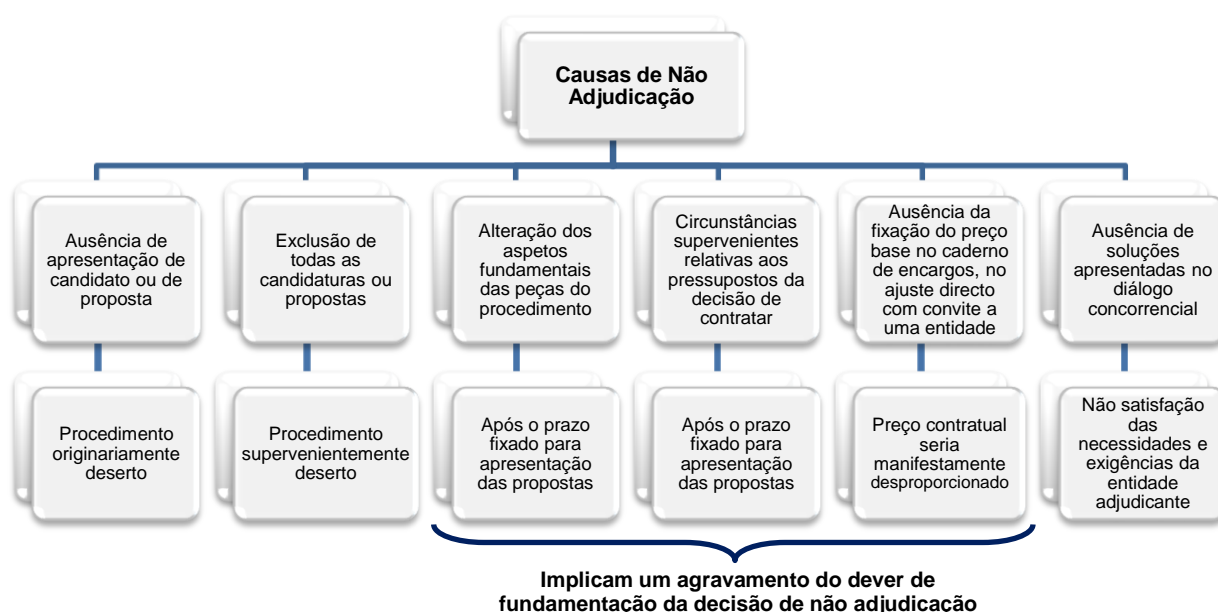 Causas de Não
Adjudicação
Ausência de
apresentação de
candidato ou de
proposta
Exclusão de
todas as
candidaturas ou
propostas
Alteração dos
aspetos
fundamentais
das peças do
procedimento
Circunstâncias
supervenientes
relativas aos
pressupostos da
decisão de
contratar
Ausência da
fixação do preço
base no caderno
de encargos, no
ajuste directo
com convite a
uma entidade
Ausência de
soluções
apresentadas no
diálogo
concorrencial
Procedimento
originariamente
deserto
Procedimento
supervenientemente
deserto
Após o prazo
fixado para
apresentação
das propostas
Após o prazo
fixado para
apresentação
das propostas
Preço contratual
seria
manifestamente
desproporcionado
Não satisfação
das
necessidades e
exigências da
entidade
adjudicante
Implicam um agravamento do dever de
fundamentação da decisão de não adjudicação